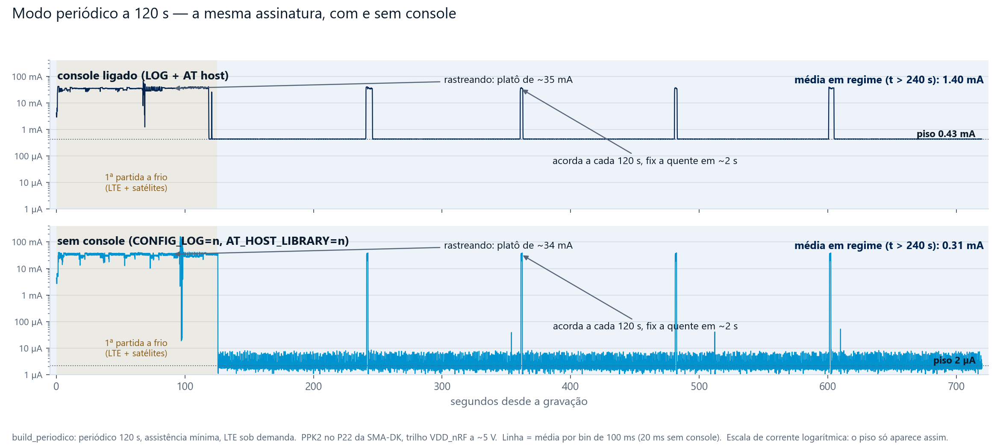 Modo periódico a 120 s — a mesma assinatura, com e sem console
console ligado (LOG + AT host)
rastreando: platô de ~35 mA
média em regime (t > 240 s): 1.40 mA
100 mA
10 mA
1 mA
100 µA
10 µA
1 µA
piso 0.43 mA
acorda a cada 120 s, fix a quente em ~2 s
1ª partida a frio
(LTE + satélites)
sem console (CONFIG_LOG=n, AT_HOST_LIBRARY=n)
rastreando: platô de ~34 mA
média em regime (t > 240 s): 0.31 mA
100 mA
10 mA
1 mA
100 µA
10 µA
1 µA
acorda a cada 120 s, fix a quente em ~2 s
1ª partida a frio
(LTE + satélites)
piso 2 µA
0 100 200 300 400 500 600 700
segundos desde a gravação
build_periodico: periódico 120 s, assistência mínima, LTE sob demanda.  PPK2 no P22 da SMA-DK, trilho VDD_nRF a ~5 V.  Linha = média por bin de 100 ms (20 ms sem console).  Escala de corrente logarítmica: o piso só aparece assim.